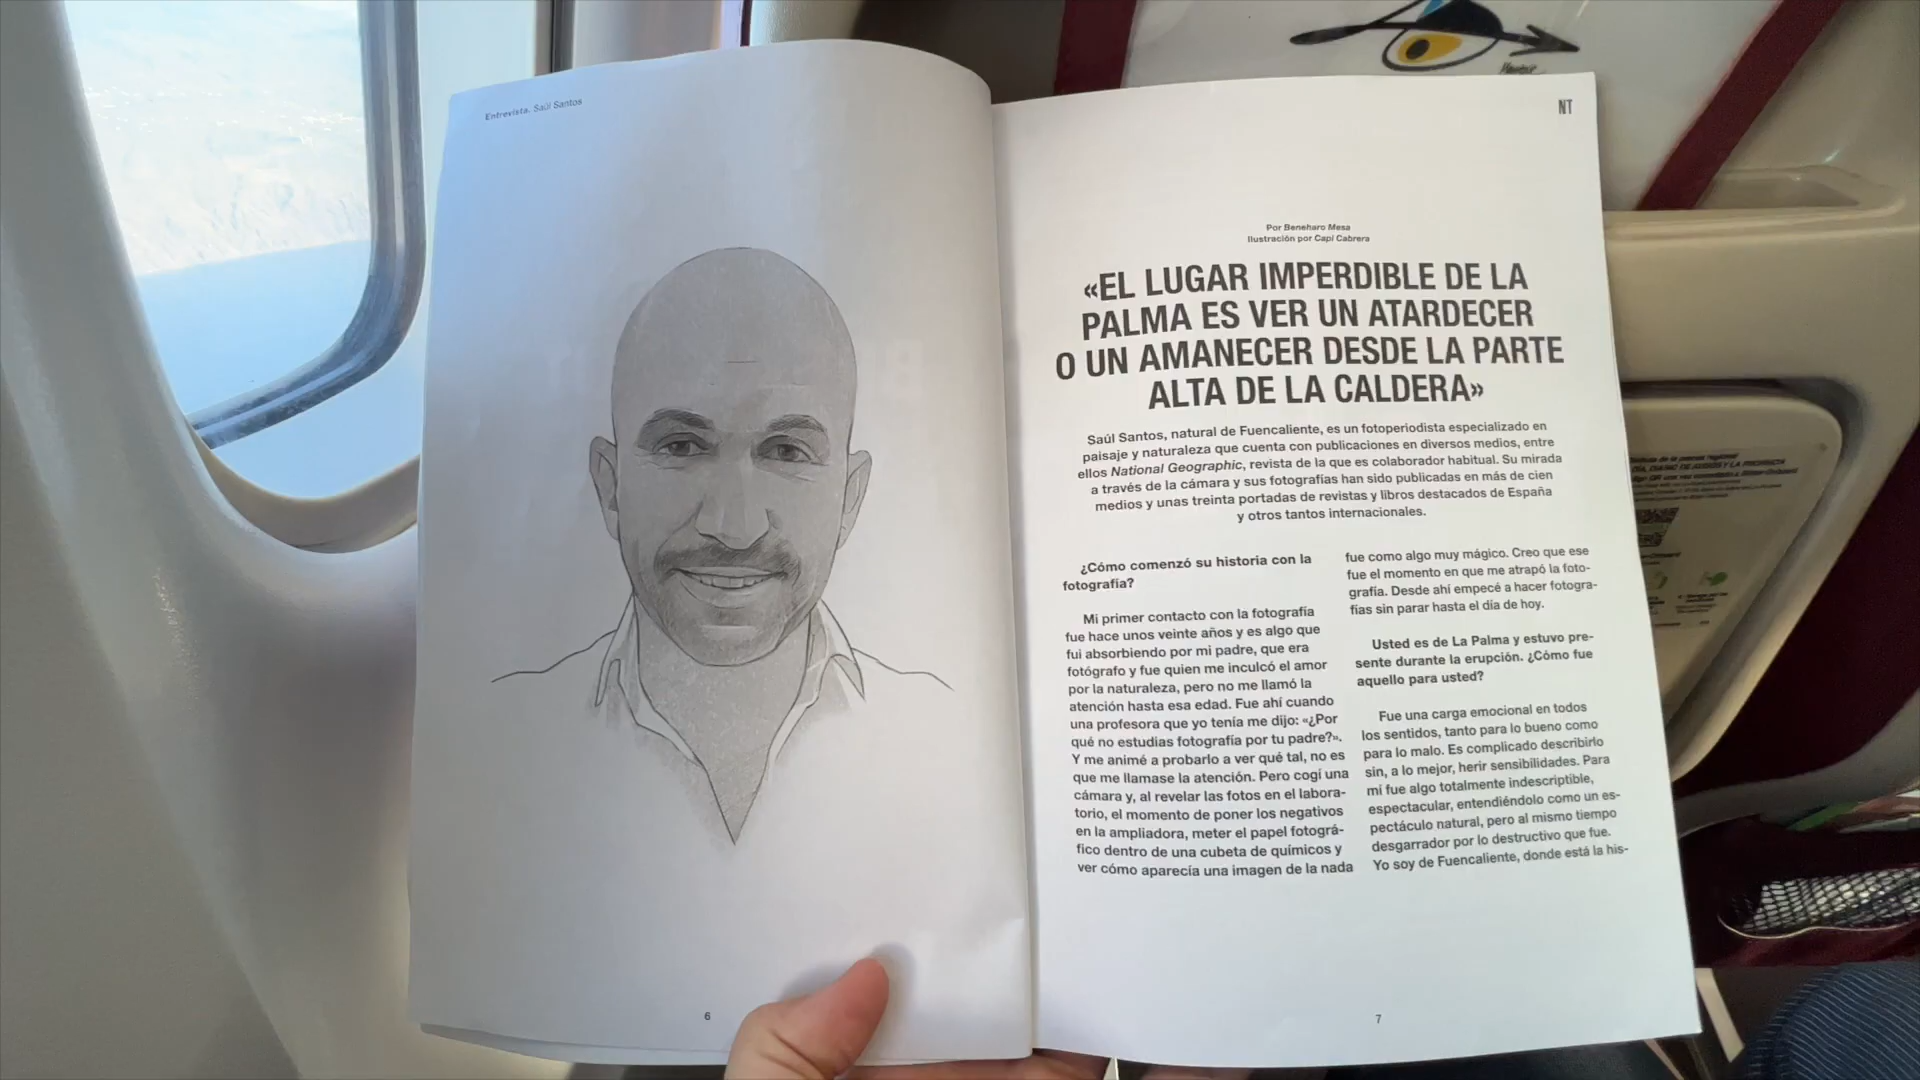 Entrevista. Saúl Santos
NT
Por Beneharo Mesa
Ilustración por Capi Cabrera
«EL LUGAR IMPERDIBLE DE LA
PALMA ES VER UN ATARDECER
O UN AMANECER DESDE LA PARTE
ALTA DE LA CALDERA»
Saúl Santos, natural de Fuencaliente, es un fotoperiodista especializado en
paisaje y naturaleza que cuenta con publicaciones en diversos medios, entre
ellos National Geographic, revista de la que es colaborador habitual. Su mirada
a través de la cámara y sus fotografías han sido publicadas en más de cien
medios y unas treinta portadas de revistas y libros destacados de España
y otros tantos internacionales.
¿Cómo comenzó su historia con la
fotografía?
Mi primer contacto con la fotografía
fue hace unos veinte años y es algo que
fui absorbiendo por mi padre, que era
fotógrafo y fue quien me inculcó el amor
por la naturaleza, pero no me llamó la
atención hasta esa edad. Fue ahí cuando
una profesora que yo tenía me dijo: «¿Por
qué no estudias fotografía por tu padre?».
Y me animé a probarlo a ver qué tal, no es
que me llamase la atención. Pero cogí una
cámara y, al revelar las fotos en el labora-
torio, el momento de poner los negativos
en la ampliadora, meter el papel fotográ-
fico dentro de una cubeta de químicos y
ver cómo aparecía una imagen de la nada
fue como algo muy mágico. Creo que ese
fue el momento en que me atrapó la foto-
grafía. Desde ahí empecé a hacer fotogra-
fías sin parar hasta el día de hoy.
Usted es de La Palma y estuvo pre-
sente durante la erupción. ¿Cómo fue
aquello para usted?
Fue una carga emocional en todos
los sentidos, tanto para lo bueno como
para lo malo. Es complicado describirlo
sin, a lo mejor, herir sensibilidades. Para
mí fue algo totalmente indescriptible,
espectacular, entendiéndolo como un es-
pectáculo natural, pero al mismo tiempo
desgarrador por lo destructivo que fue.
Yo soy de Fuencaliente, donde está la his-
6
7